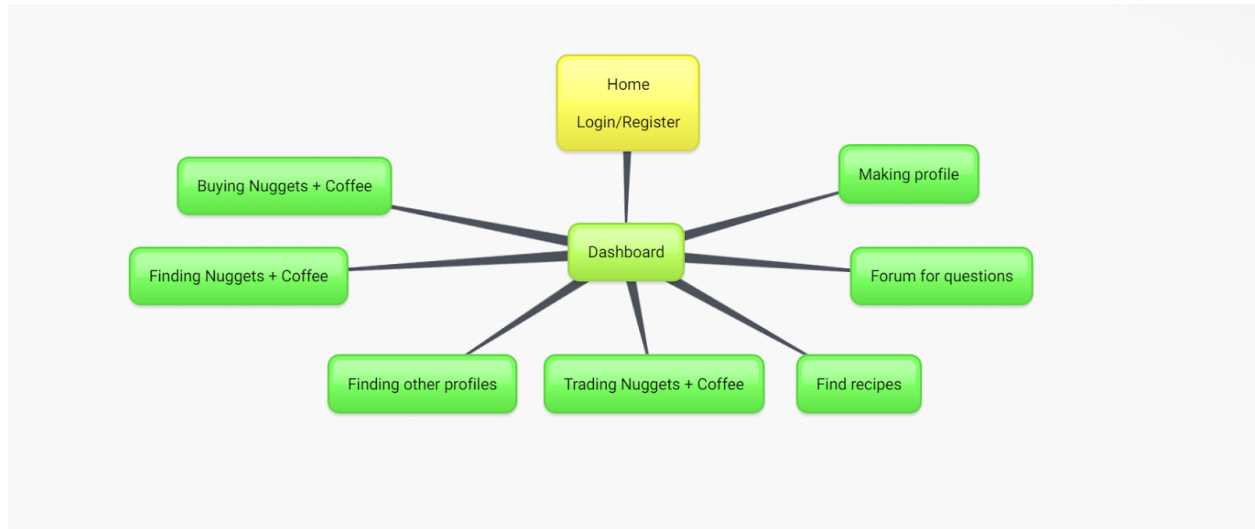 Home
Login/Register
Making profile
Buying Nuggets + Coffee
Dashboard
Finding Nuggets + Coffee
Forum for questions
Finding other profiles
Trading Nuggets + Coffee
Find recipes